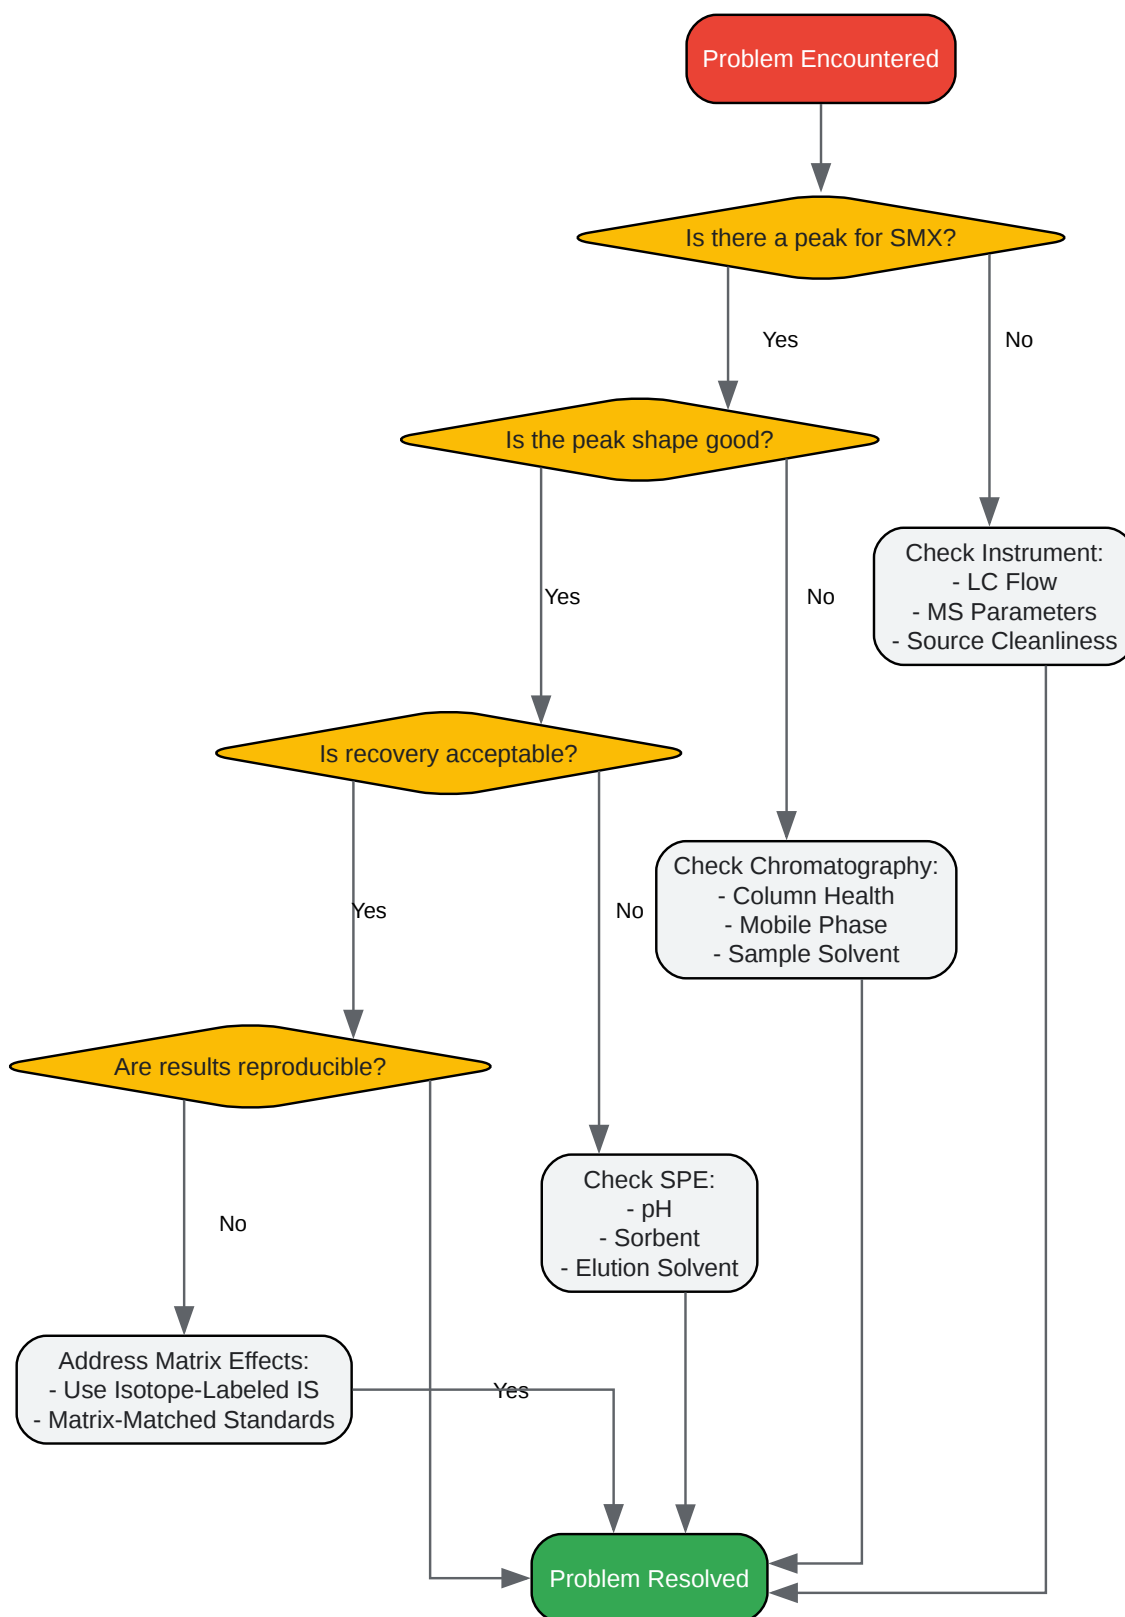 Problem Encountered
Is there a peak for SMX?
Yes
No
Is the peak shape good?
Check Instrument:
- LC Flow
- MS Parameters
- Source Cleanliness
Yes
No
Is recovery acceptable?
Check Chromatography:
- Column Health
- Mobile Phase
- Sample Solvent
Yes
No
Are results reproducible?
Check SPE:
- pH
- Sorbent
- Elution Solvent
No
Address Matrix Effects:
- Use Isotope-Labeled IS
- Matrix-Matched Standards
Yes
Problem Resolved